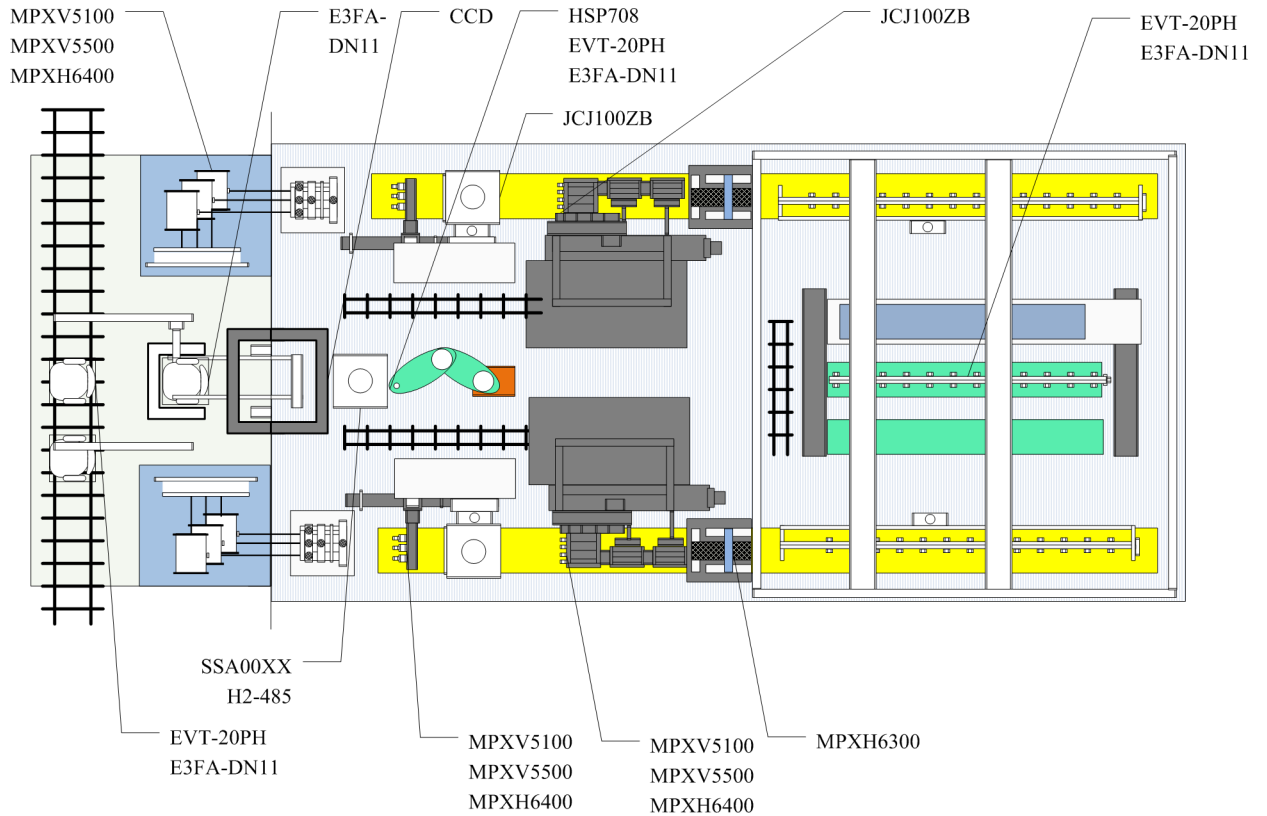 MPXV5100
MPXV5500
MPXH6400
E3FA-
DN11
CCD
HSP708
EVT-20PH
E3FA-DN11
JCJ100ZB
JCJ100ZB
EVT-20PH
E3FA-DN11
SSA00XX
H2-485
EVT-20PH
E3FA-DN11
MPXV5100
MPXV5500
MPXH6400
MPXV5100
MPXV5500
MPXH6400
MPXH6300